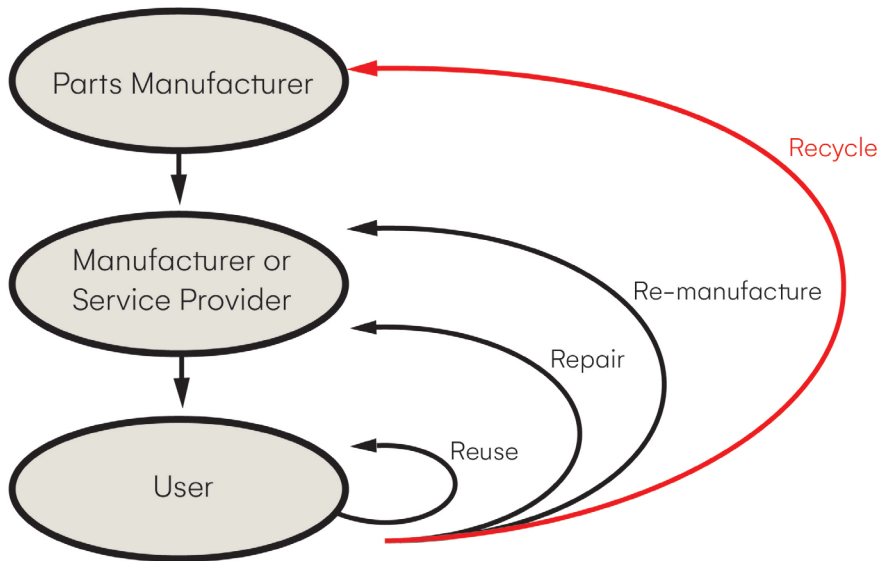 Parts Manufacturer
Recycle
Manufacturer or
Service Provider
Re-manufacture
Repair
Reuse
User